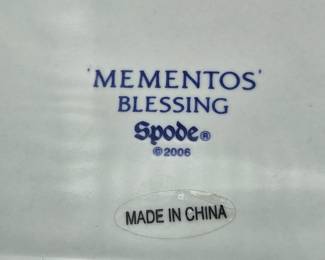 'MEMENTOS'
BLESSING
Spode®
©2006
MADE IN CHINA